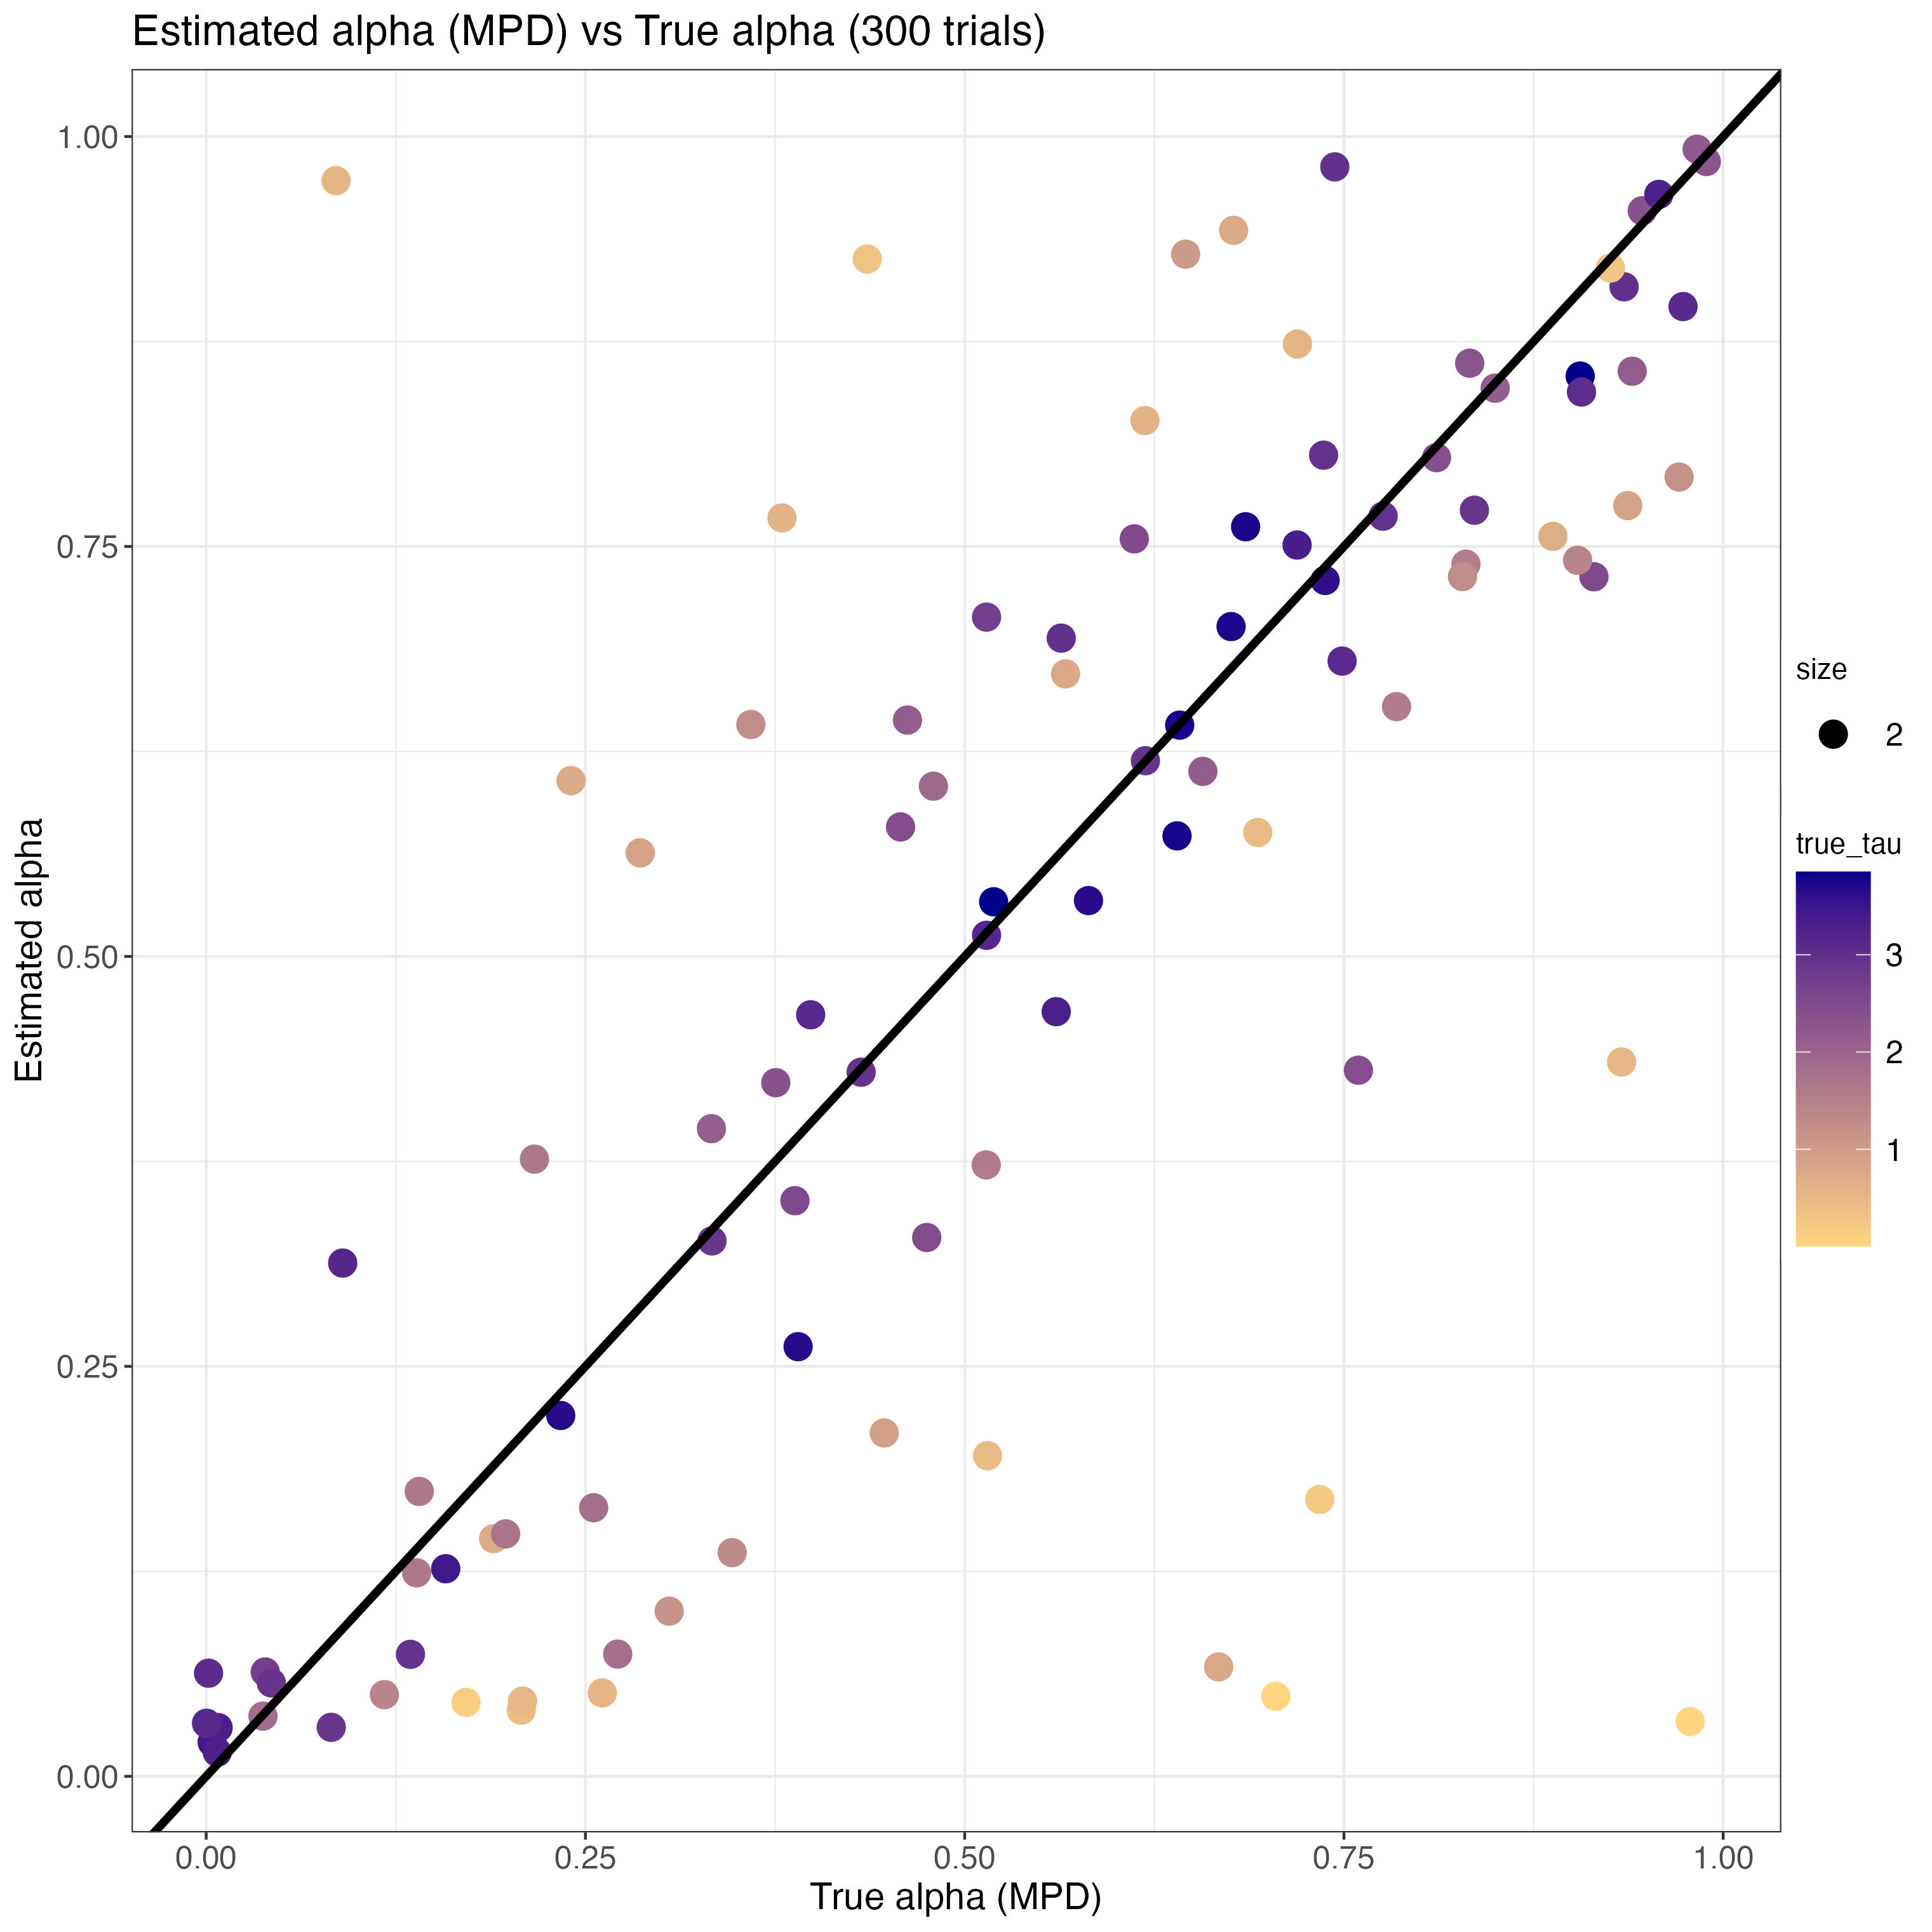 Estimated alpha (MPD) vs True alpha (300 trials)
1.00
0.75
0.50
0.25
0.00
Estimated alpha
0.00
0.25
0.50
0.75
1.00
True alpha (MPD)
size
2
true_tau
3
2
1